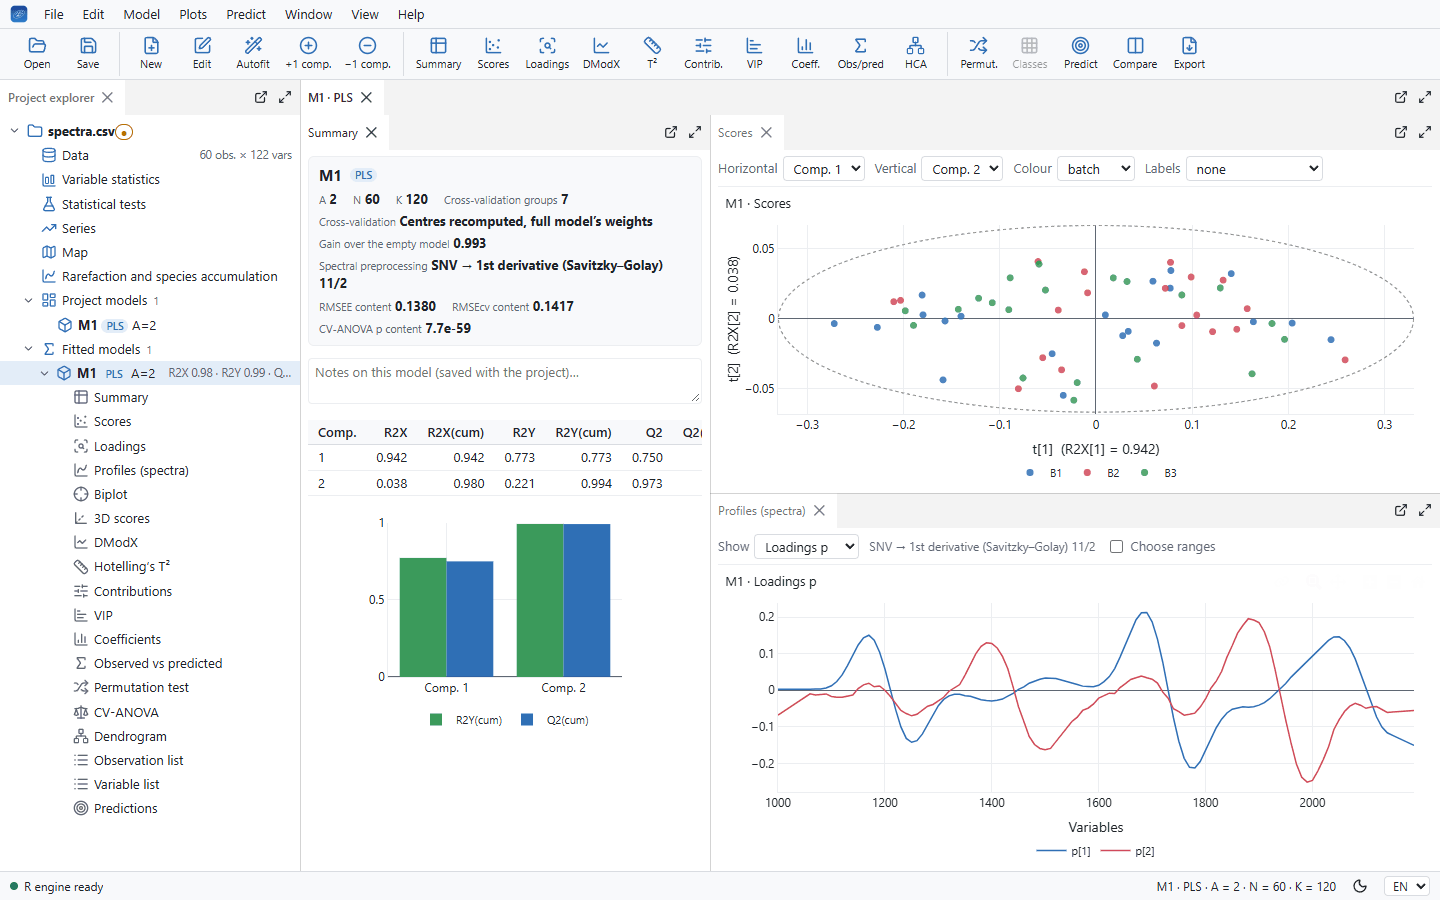 File Edit Model Plots Predict Window View Help
Open Save New Edit Autofit +1 comp. −1 comp. Summary Scores Loadings DModX T² Contrib. VIP Coeff. Obs/pred HCA Permut. Classes Predict Compare Export
Project explorer
spectra.csv
Data 60 obs. × 122 vars
Variable statistics
Statistical tests
Series
Map
Rarefaction and species accumulation
Project models 1
M1 PLS A=2
Fitted models 1
M1 PLS A=2 R2X 0.98 · R2Y 0.99 · Q...
Summary
Scores
Loadings
Profiles (spectra)
Biplot
3D scores
DModX
Hotelling's T²
Contributions
VIP
Coefficients
Observed vs predicted
Permutation test
CV-ANOVA
Dendrogram
Observation list
Variable list
Predictions
M1 · PLS
Summary
M1 PLS
A 2 N 60 K 120 Cross-validation groups 7
Cross-validation Centres recomputed, full model's weights
Gain over the empty model 0.993
Spectral preprocessing SNV → 1st derivative (Savitzky–Golay)
11/2
RMSEE content 0.1380 RMSEcv content 0.1417
CV-ANOVA p content 7.7e-59
Notes on this model (saved with the project)...
Comp. R2X R2X(cum) R2Y R2Y(cum) Q2 Q2(
1 0.942 0.942 0.773 0.773 0.750
2 0.038 0.980 0.221 0.994 0.973
1
0.5
0
Comp. 1 Comp. 2
R2Y(cum) Q2(cum)
Scores
Horizontal Comp. 1 Vertical Comp. 2 Colour batch Labels none
M1 · Scores
t[2] (R2X[2] = 0.038)
0.05
0
−0.05
−0.3 −0.2 −0.1 0 0.1 0.2 0.3
t[1] (R2X[1] = 0.942)
B1 B2 B3
Profiles (spectra)
Show Loadings p SNV → 1st derivative (Savitzky–Golay) 11/2 Choose ranges
M1 · Loadings p
0.2
0.1
0
−0.1
−0.2
1000 1200 1400 1600 1800 2000
Variables
p[1] p[2]
R engine ready
M1 · PLS · A = 2 · N = 60 · K = 120 EN